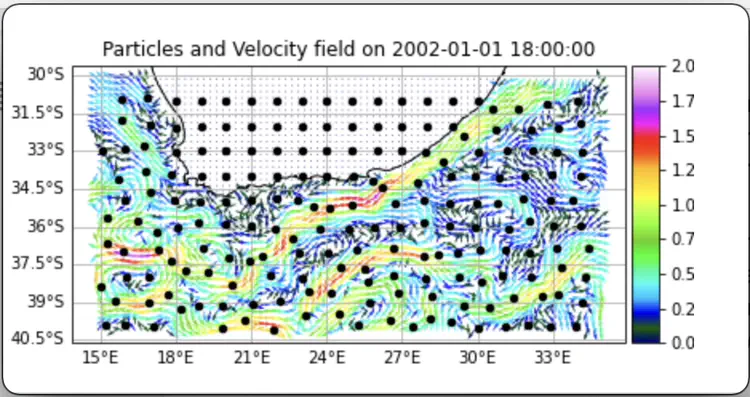 Particles and Velocity field on 2002-01-01 18:00:00
30°S
31.5°S
33°S
34.5°S
36°S
37.5°S
39°S
40.5°S
15°E 18°E 21°E 24°E 27°E 30°E 33°E
2.0
1.7
1.5
1.2
1.0
0.7
0.5
0.2
0.0